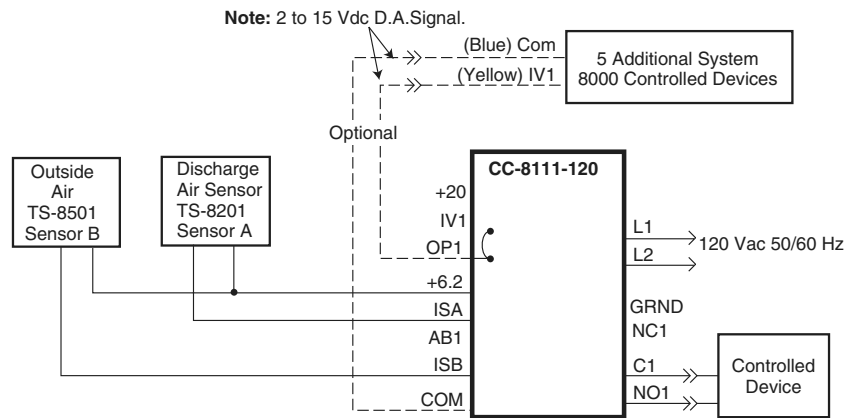 Note: 2 to 15 Vdc D.A.Signal.
(Blue) Com
(Yellow) IV1
5 Additional System
8000 Controlled Devices
Optional
Outside
Air
TS-8501
Sensor B
Discharge
Air Sensor
TS-8201
Sensor A
CC-8111-120
+20
IV1
OP1
+6.2
ISA
AB1
ISB
COM
L1
L2
120 Vac 50/60 Hz
GRND
NC1
C1
NO1
Controlled
Device